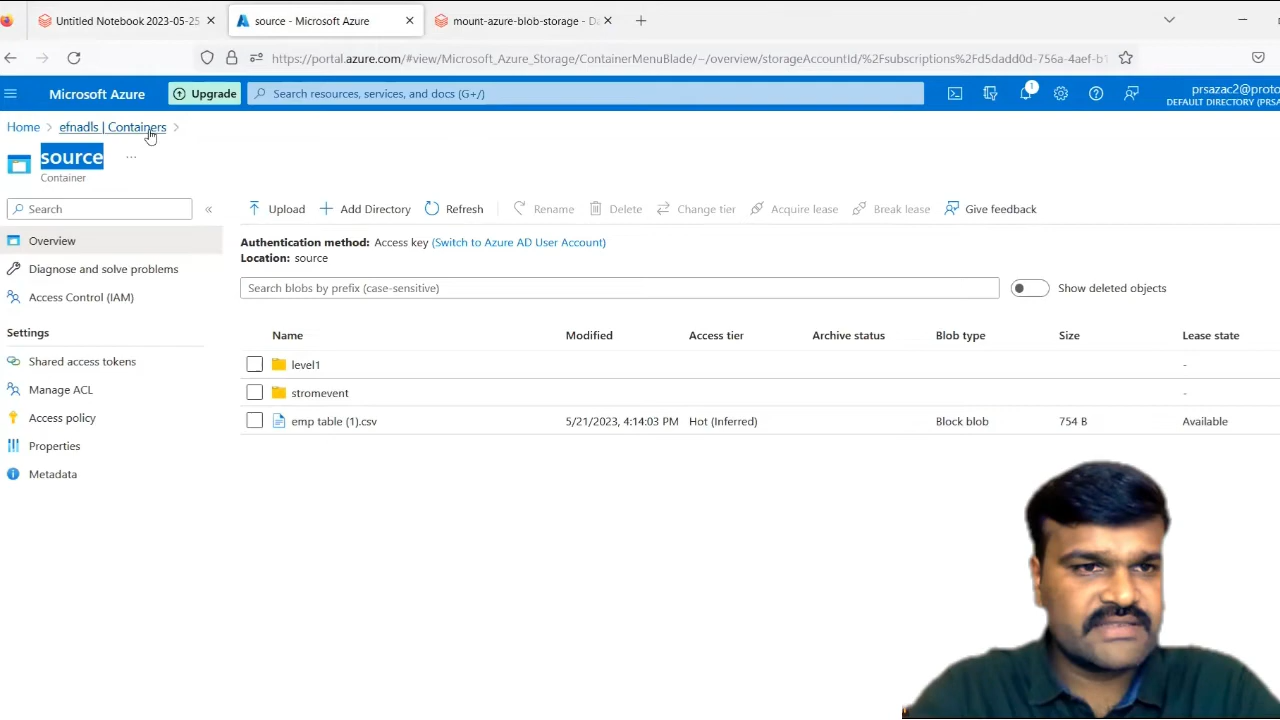 Untitled Notebook 2023-05-25
source - Microsoft Azure
mount-azure-blob-storage - Da
https://portal.azure.com/#view/Microsoft_Azure_Storage/ContainerMenuBlade/~/overview/storageAccountId/%2Fsubscriptions%2Fd5dadd0d-756a-4aef-b1
Microsoft Azure
Upgrade
Search resources, services, and docs (G+/)
1
prsazac2@proto
DEFAULT DIRECTORY (PRSA
Home > efnadls | Containers >
source
...
Container
Search
«
Upload
Add Directory
Refresh
Rename
Delete
Change tier
Acquire lease
Break lease
Give feedback
Overview
Diagnose and solve problems
Access Control (IAM)
Settings
Shared access tokens
Manage ACL
Access policy
Properties
Metadata
Authentication method: Access key (Switch to Azure AD User Account)
Location: source
Search blobs by prefix (case-sensitive)
Show deleted objects
Name Modified Access tier Archive status Blob type Size Lease state
level1 -
stromevent -
emp table (1).csv 5/21/2023, 4:14:03 PM Hot (Inferred) Block blob 754 B Available